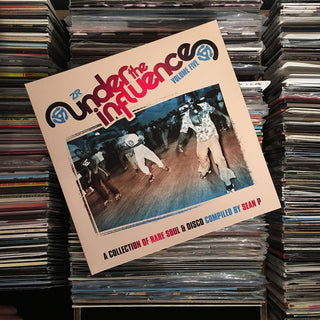 ZR
under
the
influence
VOLUME FIVE
A COLLECTION OF RARE SOUL & DISCO COMPILED BY SEAN P